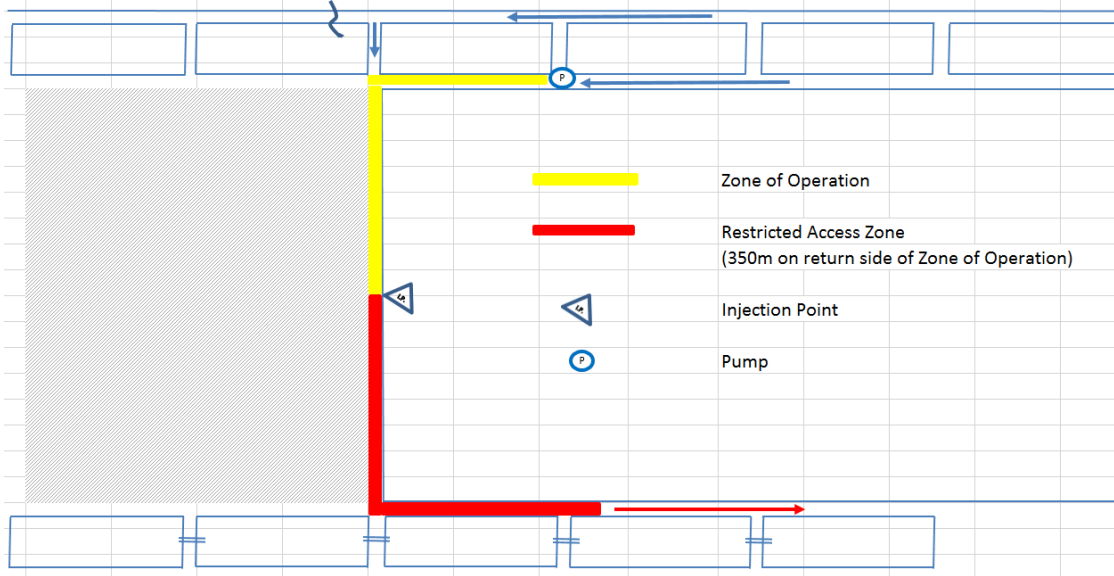 P
Zone of Operation
Restricted Access Zone
(350m on return side of Zone of Operation)
Injection Point
P
Pump